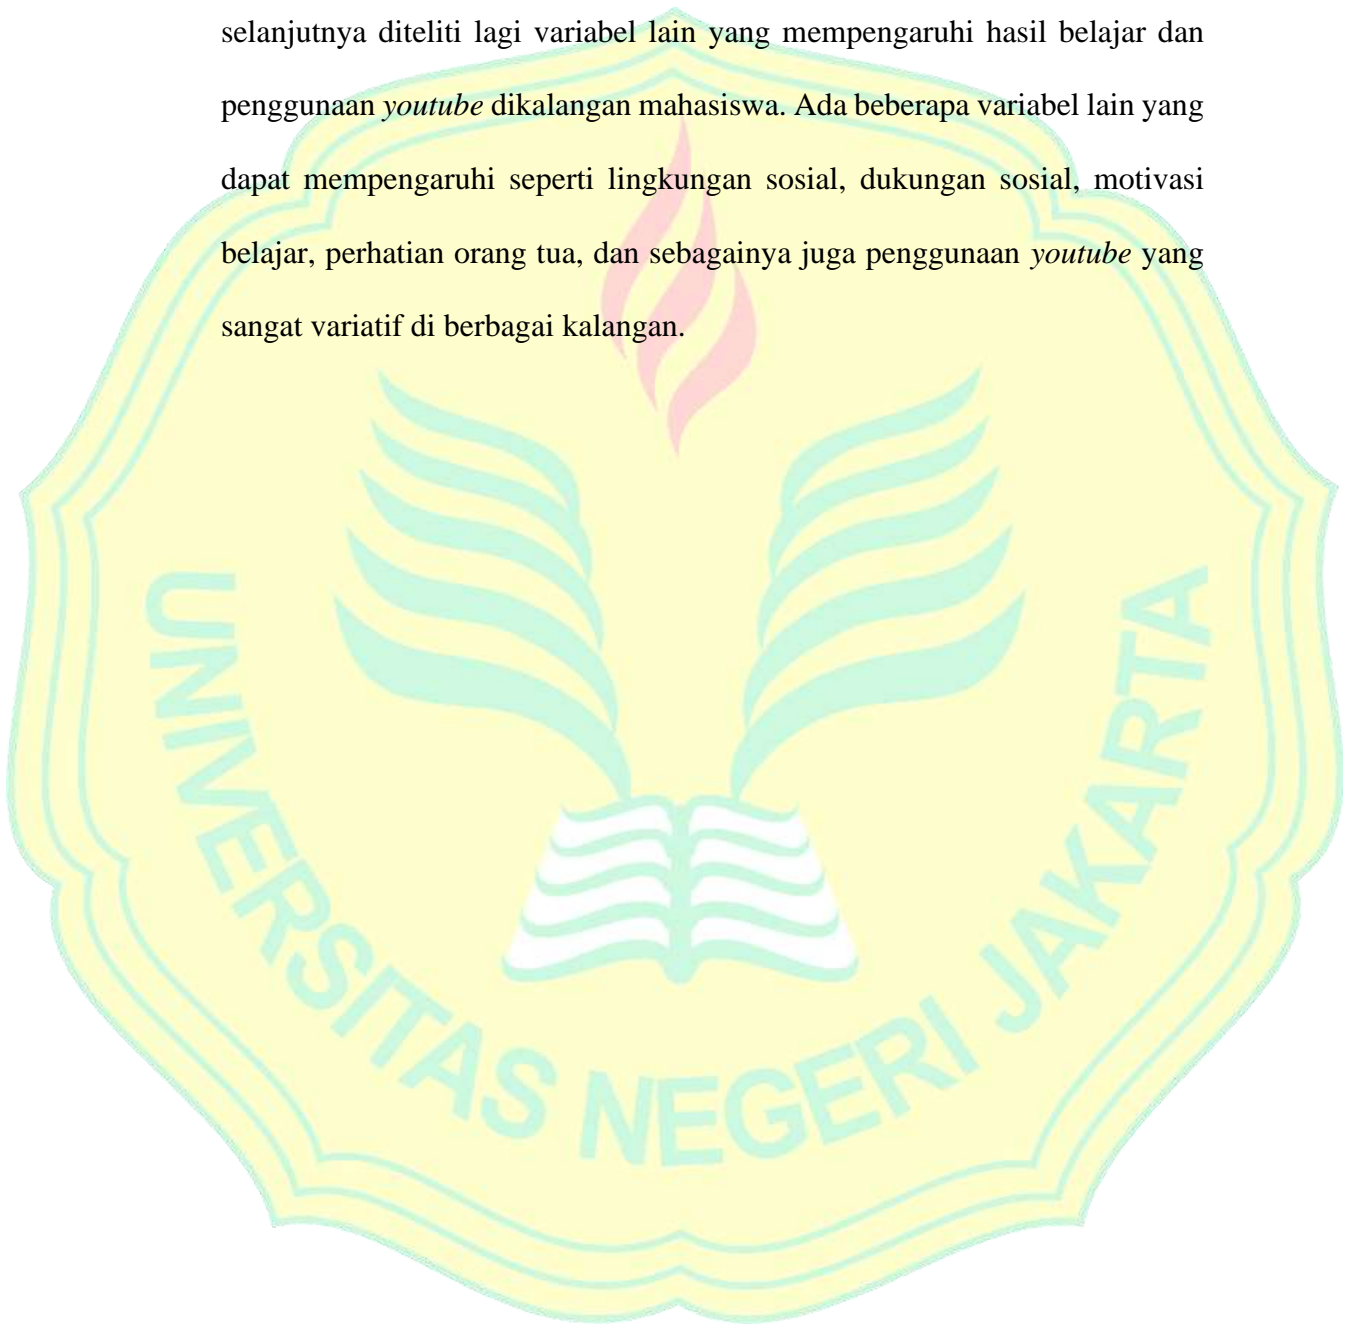 selanjutnya diteliti lagi variabel lain yang mempengaruhi hasil belajar dan
penggunaan youtube dikalangan mahasiswa. Ada beberapa variabel lain yang
dapat mempengaruhi seperti lingkungan sosial, dukungan sosial, motivasi
belajar, perhatian orang tua, dan sebagainya juga penggunaan youtube yang
sangat variatif di berbagai kalangan.
UNIVERSITAS NEGERI JAKARTA